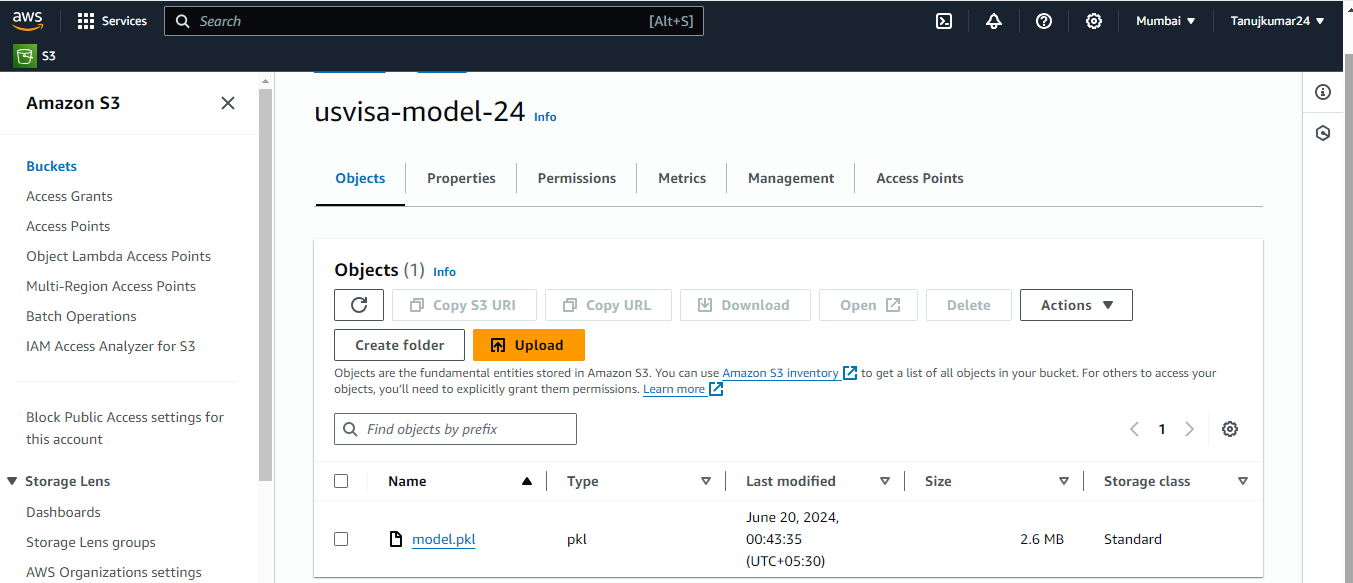 aws
Services
Search
[Alt+S]
Mumbai
Tanujkumar24
S3
Amazon S3
Buckets
Access Grants
Access Points
Object Lambda Access Points
Multi-Region Access Points
Batch Operations
IAM Access Analyzer for S3
Block Public Access settings for
this account
Storage Lens
Dashboards
Storage Lens groups
AWS Organizations settings
usvisa-model-24 Info
Objects
Properties
Permissions
Metrics
Management
Access Points
Objects (1) Info
Copy S3 URI
Copy URL
Download
Open
Delete
Actions
Create folder
Upload
Objects are the fundamental entities stored in Amazon S3. You can use Amazon S3 inventory to get a list of all objects in your bucket. For others to access your
objects, you'll need to explicitly grant them permissions. Learn more
Find objects by prefix
1
Name
Type
Last modified
Size
Storage class
model.pkl
pkl
June 20, 2024,
00:43:35
(UTC+05:30)
2.6 MB
Standard